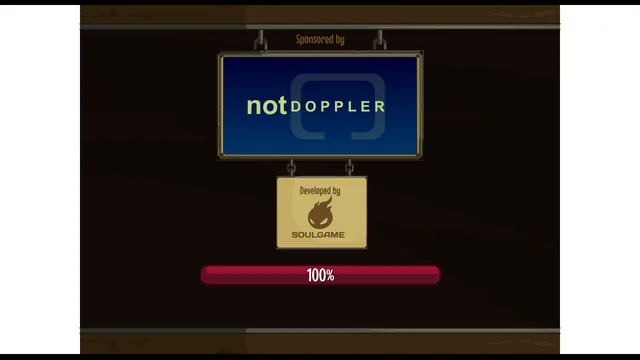 Sponsored by
notDOPPLER
Developed by
SOULGAME
100%